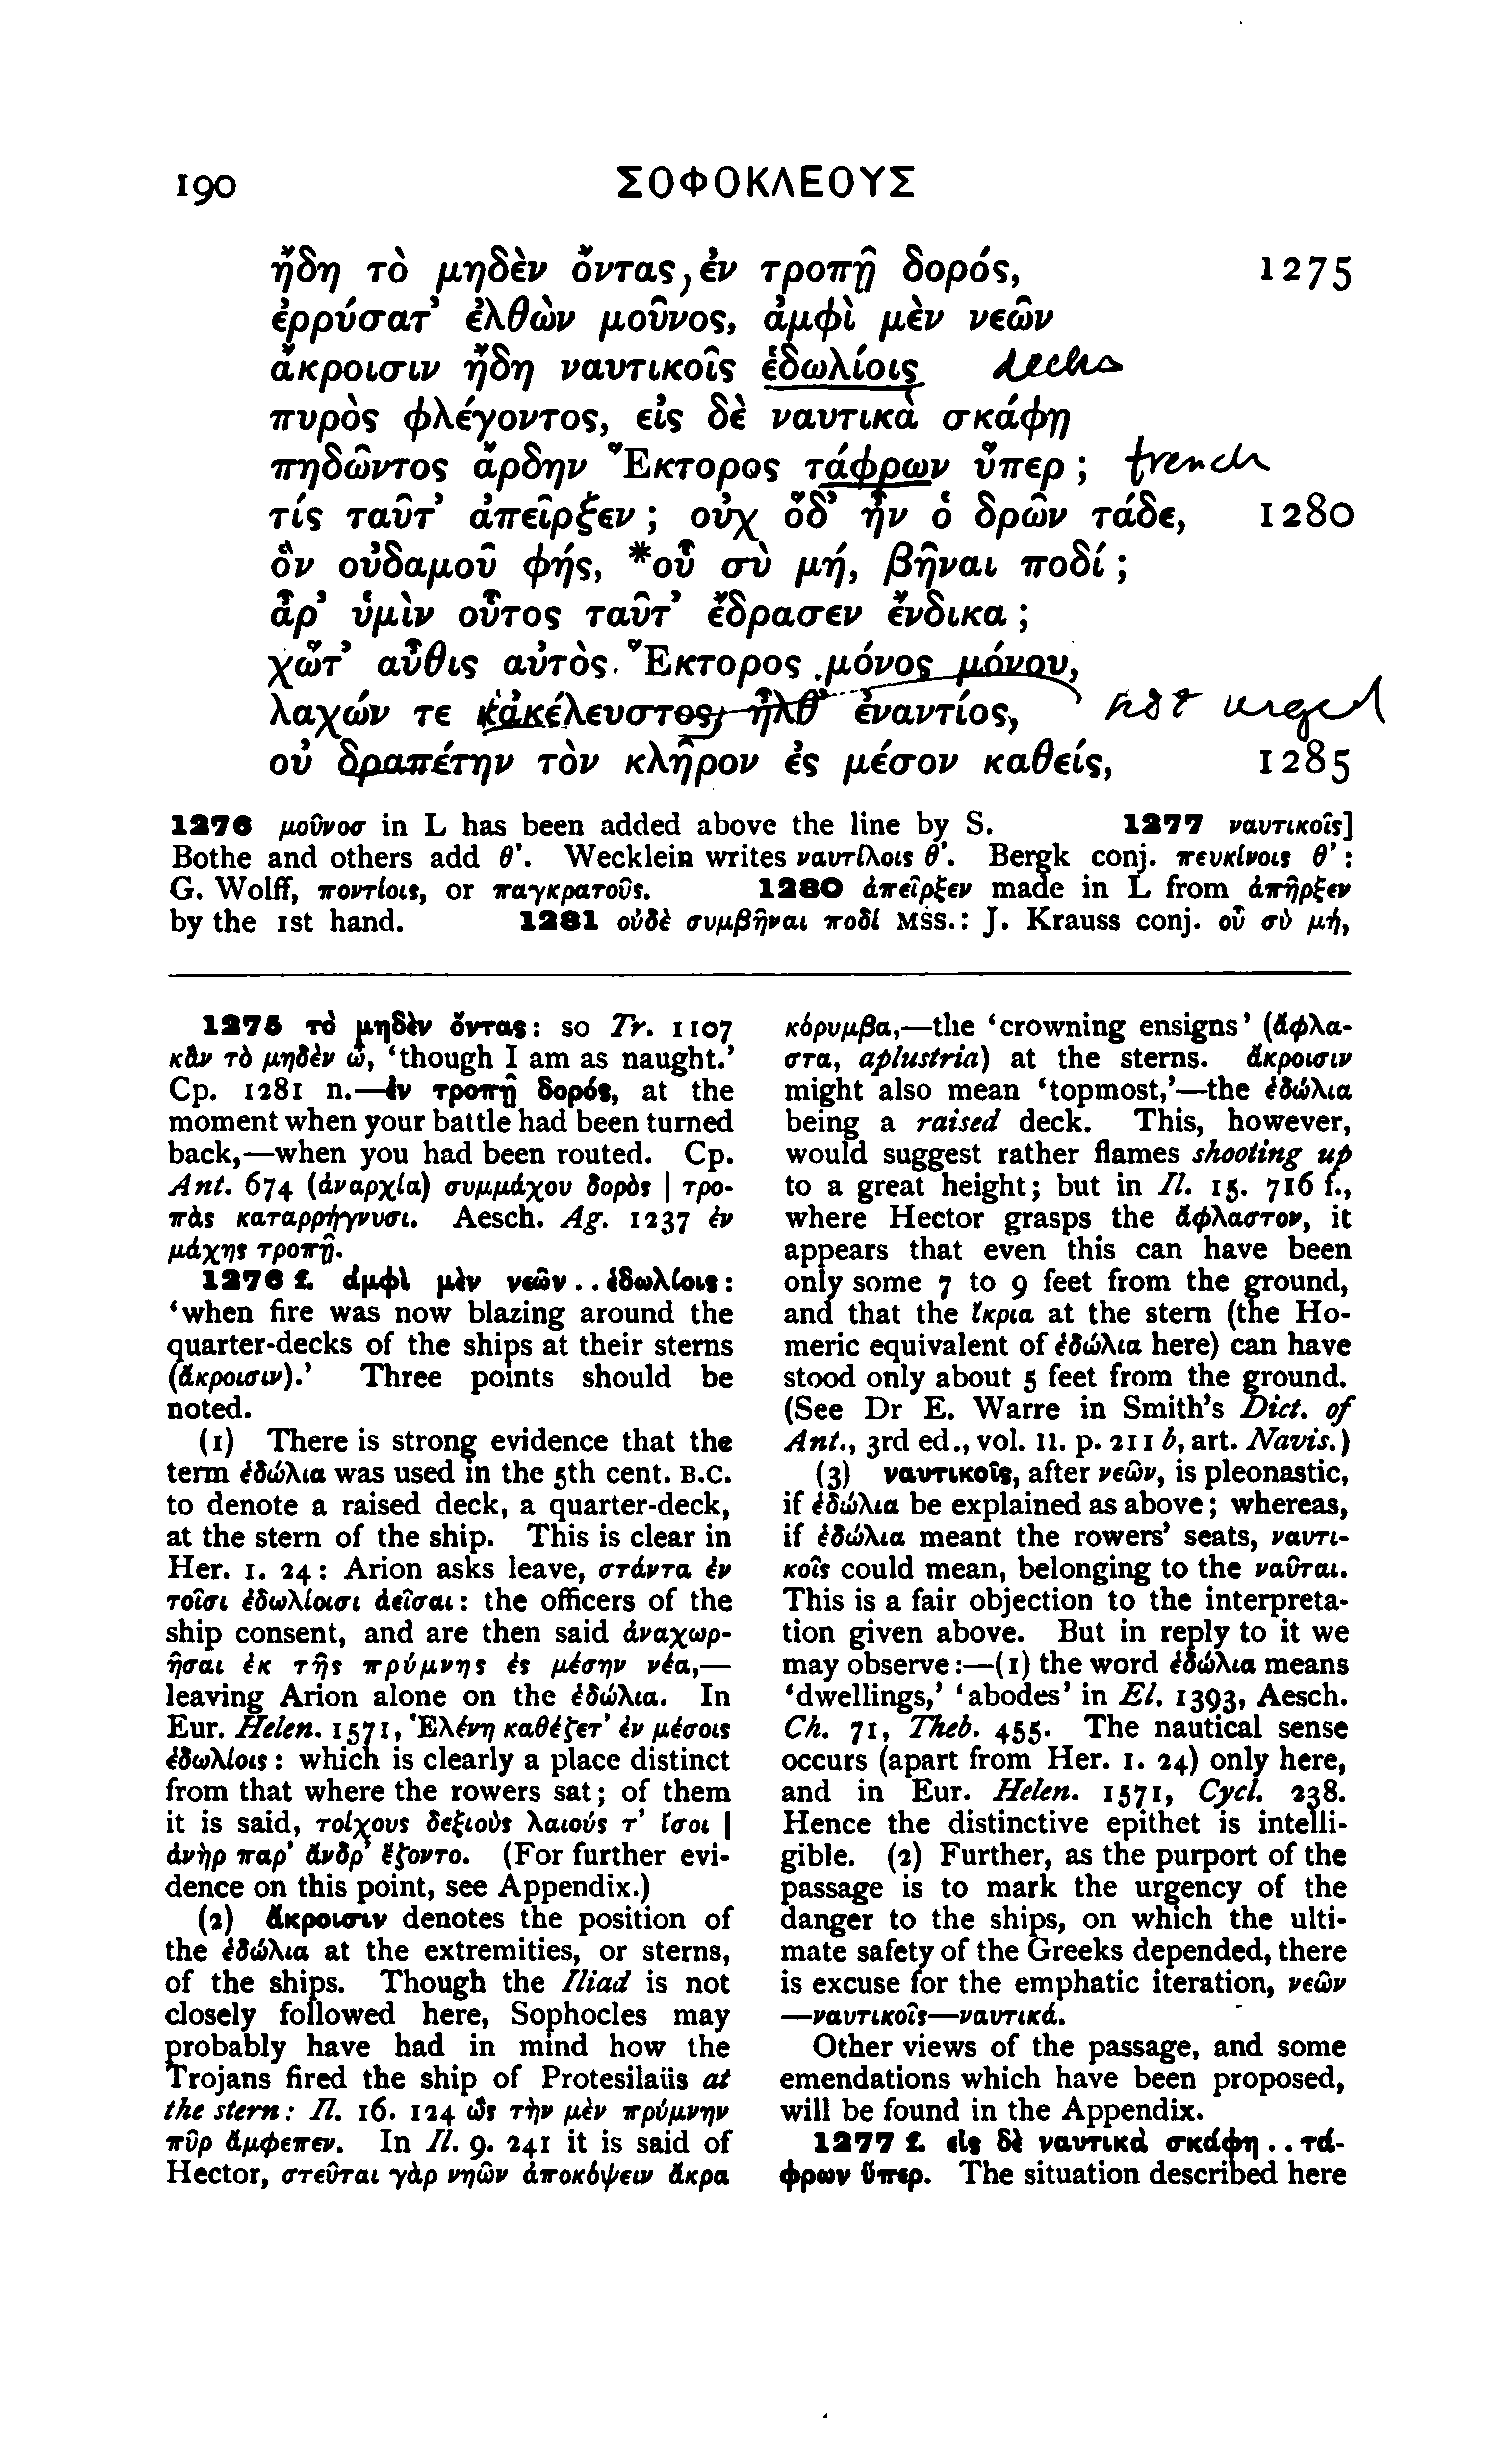 190
ΣΟΦΟΚΛΕΟΥΣ
ἤδη τὸ μηδὲν ὄντας, ἐν τροπῇ δορός, 1275
ἐρρύσατ’ ἐλθὼν μοῦνος, ἀμφὶ μὲν νεῶν
ἄκροισιν ἤδη ναυτικοῖς ἑδωλίοις decks
πυρὸς φλέγοντος, εἰς δὲ ναυτικὰ σκάφη
πηδῶντος ἄρδην Ἕκτορος τάφρων ὕπερ; trench
τίς ταῦτ’ ἀπεῖρξεν; οὐχ ὅδ’ ἦν ὁ δρῶν τάδε, 1280
ὃν οὐδαμοῦ φής, *οὗ σὺ μή, βῆναι ποδί;
ἆρ’ ὑμὶν οὗτος ταῦτ’ ἔδρασεν ἔνδικα;
χὦτ’ αὖθις αὐτὸς Ἕκτορος μόνος μόνου,
λαχών τε κἀκέλευστος, ἦλθ’ ἐναντίος, not urged
οὐ δραπέτην τὸν κλῆρον ἐς μέσον καθείς, 1285
1276 μοῦνοσ in L has been added above the line by S. 1277 ναυτικοῖς]
Bothe and others add θ’. Wecklein writes ναυτίλοις θ’. Bergk conj. πευκίνοις θ’:
G. Wolff, ποντίοις, or παγκρατοῦς. 1280 ἀπεῖρξεν made in L from ἀπῆρξεν
by the 1st hand. 1281 οὐδὲ συμβῆναι ποδί MSS.: J. Krauss conj. οὗ σὺ μή,
1275 τὸ μηδὲν ὄντας: so Tr. 1107
κἂν τὸ μηδὲν ὦ, ‘though I am as naught.’
Cp. 1281 n.—ἐν τροπῇ δορός, at the
moment when your battle had been turned
back,—when you had been routed. Cp.
Ant. 674 (ἀναρχία) συμμάχου δορὸς | τρο-
πὰς καταρρήγνυσι. Aesch. Ag. 1237 ἐν
μάχης τροπῇ.
1276 f. ἀμφὶ μὲν νεῶν..ἑδωλίοις:
‘when fire was now blazing around the
quarter-decks of the ships at their sterns
(ἄκροισιν).’ Three points should be
noted.
(1) There is strong evidence that the
term ἑδώλια was used in the 5th cent. B.C.
to denote a raised deck, a quarter-deck,
at the stern of the ship. This is clear in
Her. 1. 24: Arion asks leave, στάντα ἐν
τοῖσι ἑδωλίοισι ἀεῖσαι: the officers of the
ship consent, and are then said ἀναχωρ-
ῆσαι ἐκ τῆς πρύμνης ἐς μέσην νέα,—
leaving Arion alone on the ἑδώλια. In
Eur. Helen. 1571, Ἑλένη καθέζετ’ ἐν μέσοις
ἑδωλίοις: which is clearly a place distinct
from that where the rowers sat; of them
it is said, τοίχους δεξιοὺς λαιούς τ’ ἴσοι |
ἀνὴρ παρ’ ἄνδρ’ ἕζοντο. (For further evi-
dence on this point, see Appendix.)
(2) ἄκροισιν denotes the position of
the ἑδώλια at the extremities, or sterns,
of the ships. Though the Iliad is not
closely followed here, Sophocles may
probably have had in mind how the
Trojans fired the ship of Protesilaüs at
the stern: Il. 16. 124 ὣς τὴν μὲν πρύμνην
πῦρ ἄμφεπεν. In Il. 9. 241 it is said of
Hector, στεῦται γὰρ νηῶν ἀποκόψειν ἄκρα
κόρυμβα,—the ‘crowning ensigns’ (ἄφλα-
στα, aplustria) at the sterns. ἄκροισιν
might also mean ‘topmost,’—the ἑδώλια
being a raised deck. This, however,
would suggest rather flames shooting up
to a great height; but in Il. 15. 716 f.,
where Hector grasps the ἄφλαστον, it
appears that even this can have been
only some 7 to 9 feet from the ground,
and that the ἴκρια at the stern (the Ho-
meric equivalent of ἑδώλια here) can have
stood only about 5 feet from the ground.
(See Dr E. Warre in Smith’s Dict. of
Ant., 3rd ed., vol. 11. p. 211 b, art. Navis.)
(3) ναυτικοῖς, after νεῶν, is pleonastic,
if ἑδώλια be explained as above; whereas,
if ἑδώλια meant the rowers’ seats, ναυτι-
κοῖς could mean, belonging to the ναῦται.
This is a fair objection to the interpreta-
tion given above. But in reply to it we
may observe:—(1) the word ἑδώλια means
‘dwellings,’ ‘abodes’ in El. 1393, Aesch.
Ch. 71, Theb. 455. The nautical sense
occurs (apart from Her. 1. 24) only here,
and in Eur. Helen. 1571, Cycl. 238.
Hence the distinctive epithet is intelli-
gible. (2) Further, as the purport of the
passage is to mark the urgency of the
danger to the ships, on which the ulti-
mate safety of the Greeks depended, there
is excuse for the emphatic iteration, νεῶν
—ναυτικοῖς—ναυτικά.
Other views of the passage, and some
emendations which have been proposed,
will be found in the Appendix.
1277 f. εἰς δὲ ναυτικὰ σκάφη..τά-
φρων ὕπερ. The situation described here